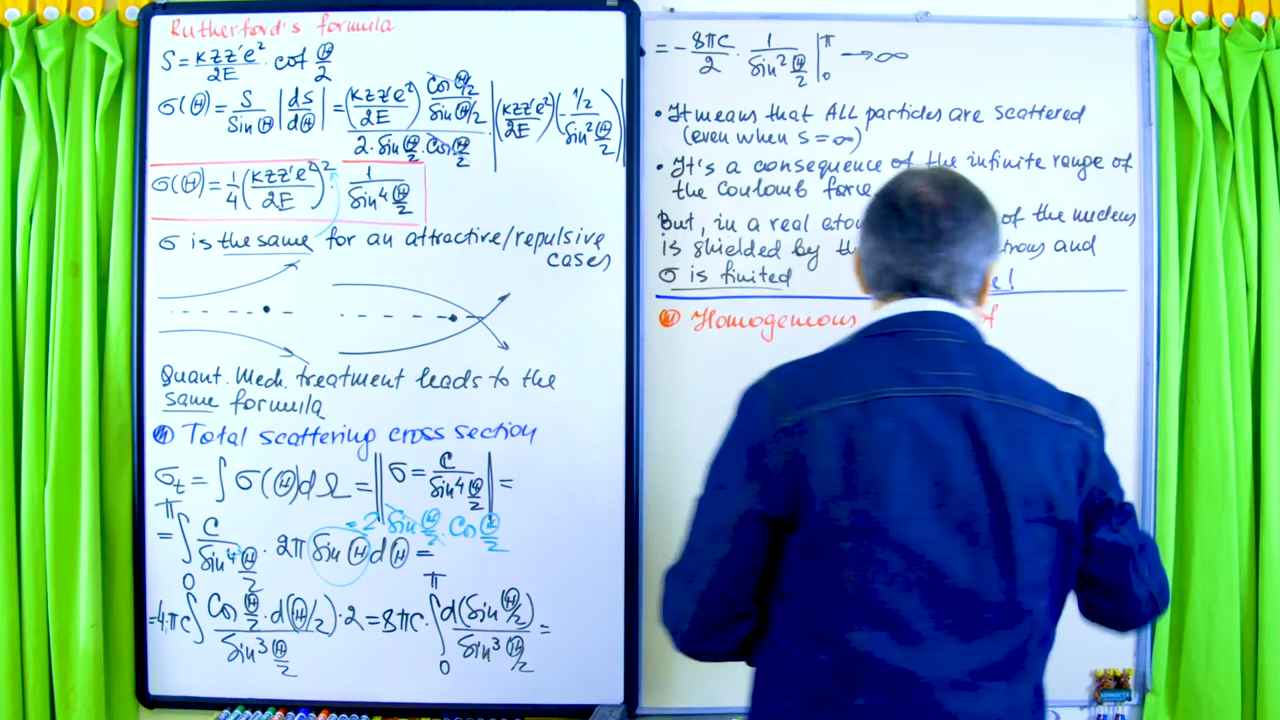 Rutherford's formula
S = kzz'e²/2E · cot Θ/2
σ(Θ) = S/Sin Θ |dS/dΘ| = (kzz'e²/2E) Cos Θ/2 / Sin Θ/2 / 2·Sin Θ/2·Cos Θ/2 · |(kzz'e²/2E)(-1/2 / Sin² Θ/2)|
σ(Θ) = 1/4 (kzz'e²/2E)² · 1/Sin⁴ Θ/2
σ is the same for an attractive/repulsive
cases
Quant. Mech. treatment leads to the
same formula
Total scattering cross section
σt = ∫ σ(Θ)dΩ = ‖σ = C/Sin⁴ Θ/2‖ =
= 2 Sin Θ/2 · Cos Θ/2
= ∫₀^π C/Sin⁴ Θ/2 · 2π Sin Θ dΘ =
= 4·πC ∫ Cos Θ/2 · d(Θ/2)·2 / Sin³ Θ/2 = 8πC · ∫₀^π d(Sin Θ/2)/Sin³ Θ/2 =
= - 8πC/2 · 1/Sin² Θ/2 |₀^π → ∞
• It means that ALL particles are scattered
(even when S = ∞)
• It's a consequence of the infinite range of
the Coulomb force
But, in a real of the nucleus
is shielded by and
σ is finited
Homogeneous of